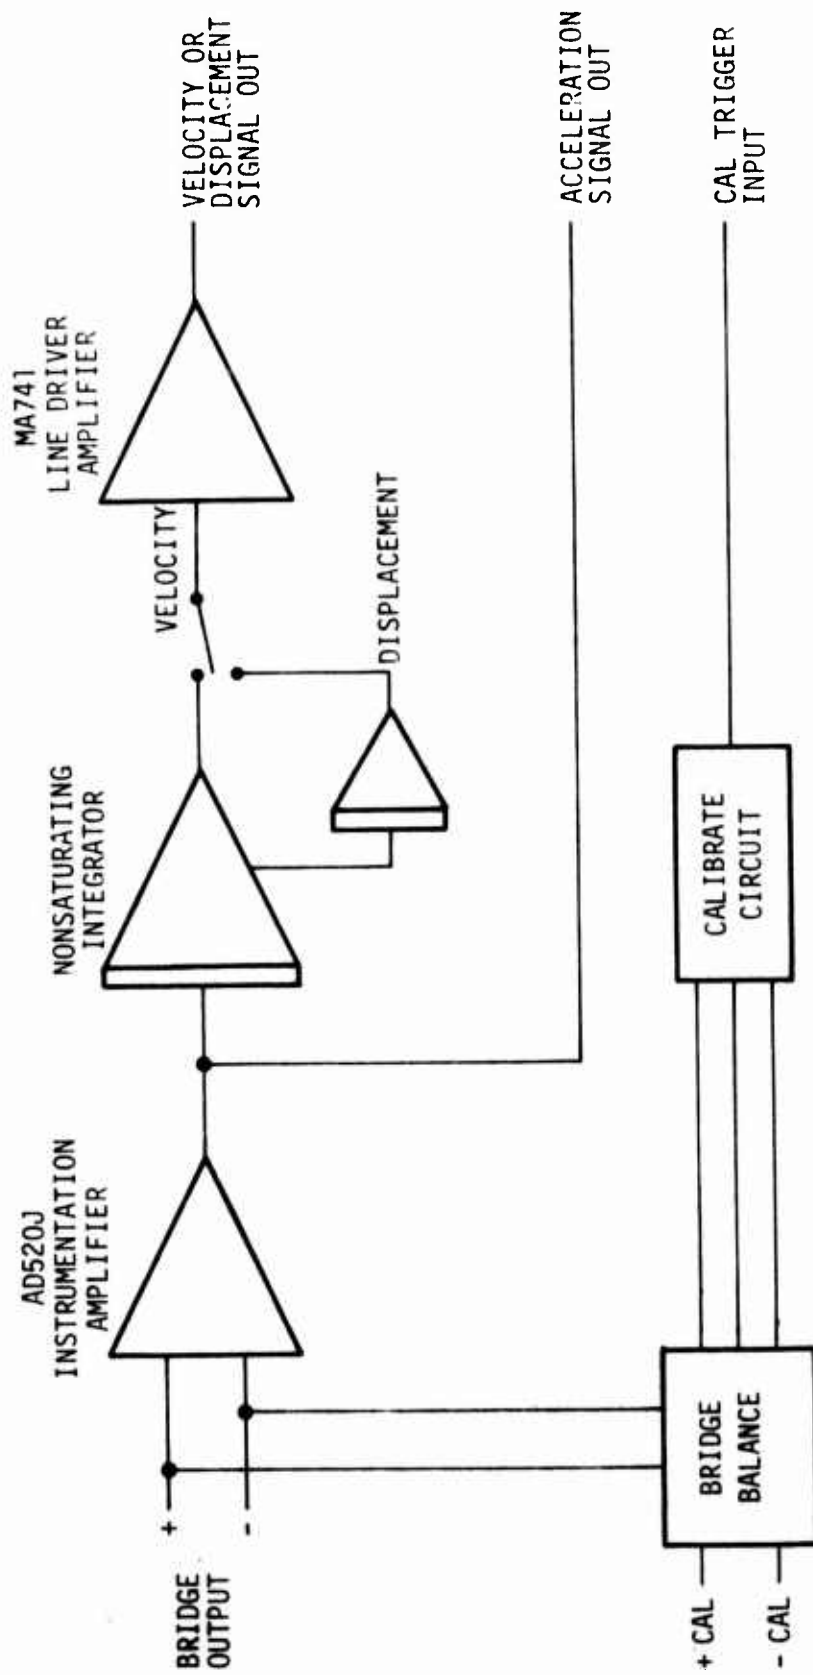 AD520J
INSTRUMENTATION
AMPLIFIER
NONSATURATING
INTEGRATOR
MA741
LINE DRIVER
AMPLIFIER
BRIDGE
OUTPUT
+
-
VELOCITY
DISPLACEMENT
VELOCITY OR
DISPLACEMENT
SIGNAL OUT
ACCELERATION
SIGNAL OUT
+ CAL
- CAL
BRIDGE
BALANCE
CALIBRATE
CIRCUIT
CAL TRIGGER
INPUT